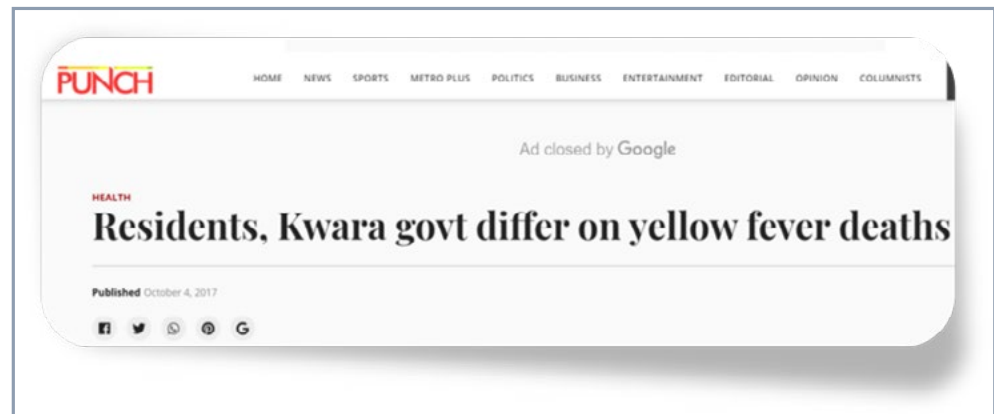 PUNCH HOME NEWS SPORTS METRO PLUS POLITICS BUSINESS ENTERTAINMENT EDITORIAL OPINION COLUMNISTS
Ad closed by Google
HEALTH
Residents, Kwara govt differ on yellow fever deaths
Published October 4, 2017